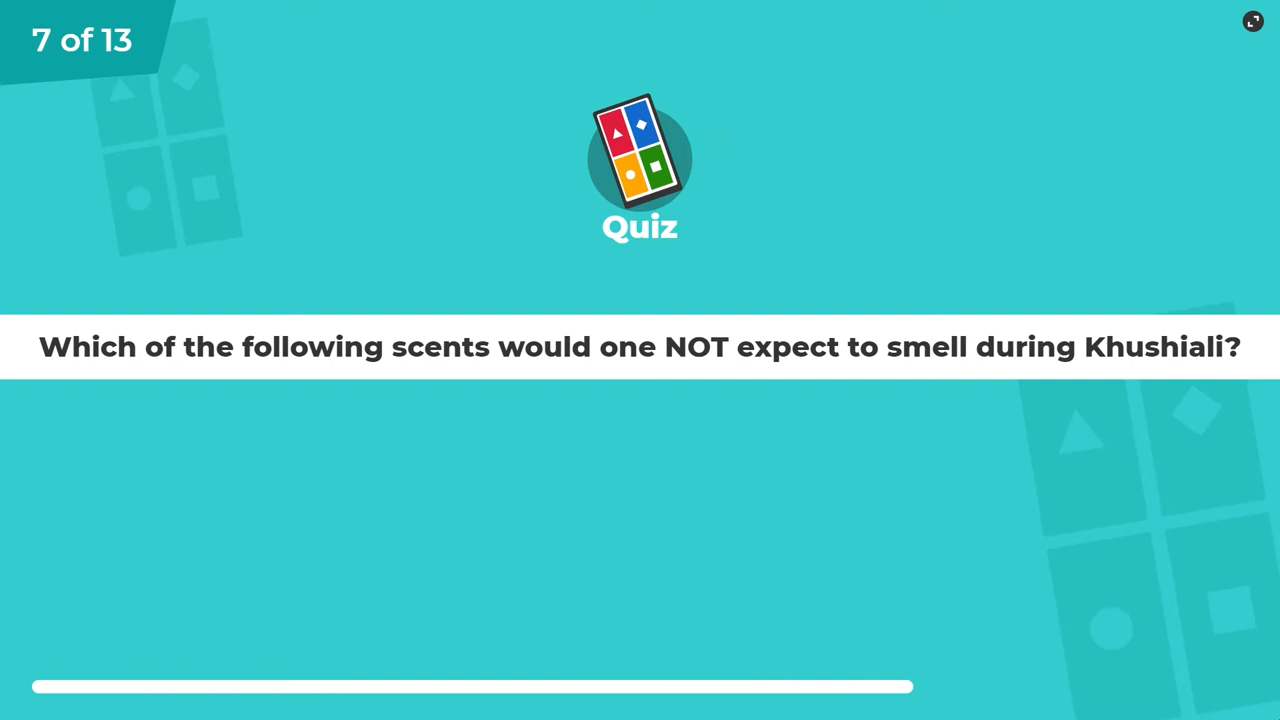 7 of 13
Quiz
Which of the following scents would one NOT expect to smell during Khushiali?